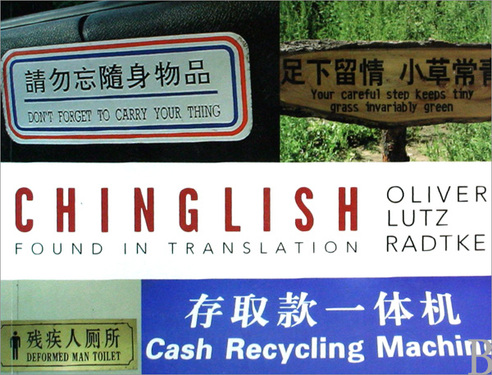 請勿忘隨身物品
DON'T FORGET TO CARRY YOUR THING
足下留情 小草常青
Your careful step keeps tiny
grass invariably green
CHINGLISH
FOUND IN TRANSLATION
OLIVER
LUTZ
RADTKE
残疾人厕所
DEFORMED MAN TOILET
存取款一体机
Cash Recycling Machin
B